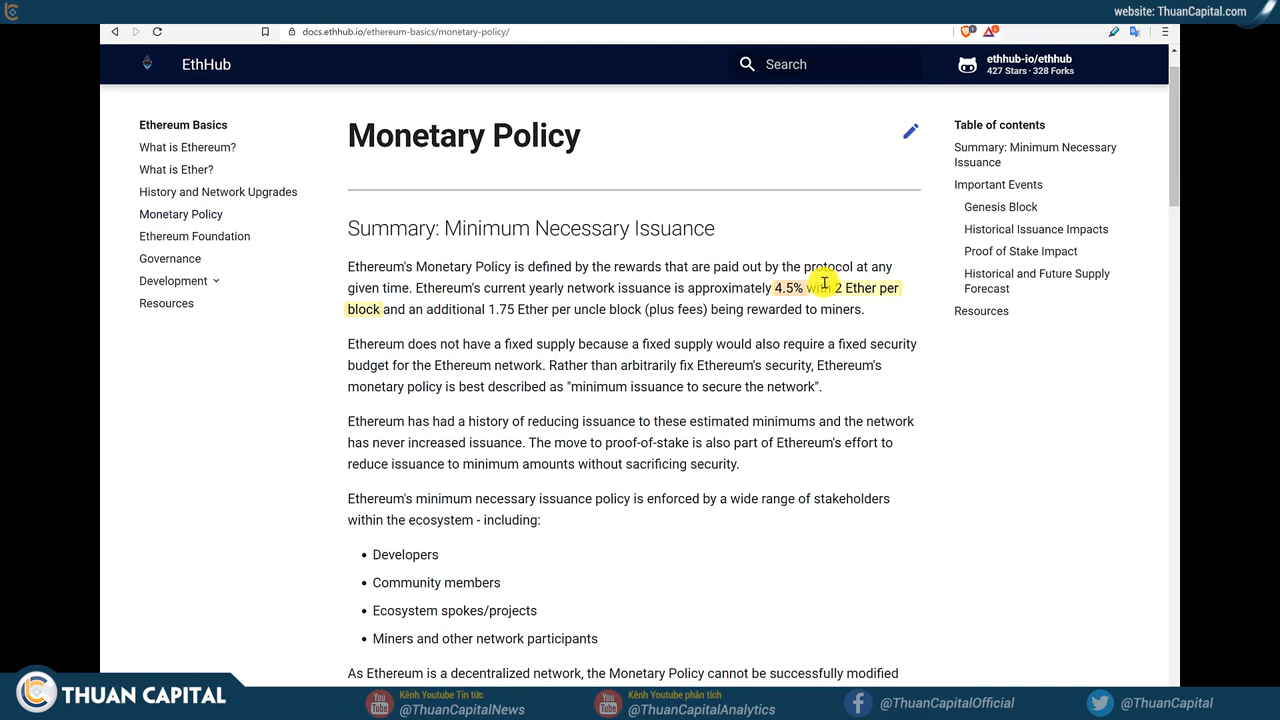 website: ThuanCapital.com
docs.ethhub.io/ethereum-basics/monetary-policy/
EthHub
Search
ethhub-io/ethhub
427 Stars · 328 Forks
Ethereum Basics
What is Ethereum?
What is Ether?
History and Network Upgrades
Monetary Policy
Ethereum Foundation
Governance
Development
Resources
Monetary Policy
Summary: Minimum Necessary Issuance
Ethereum's Monetary Policy is defined by the rewards that are paid out by the protocol at any
given time. Ethereum's current yearly network issuance is approximately 4.5% with 2 Ether per
block and an additional 1.75 Ether per uncle block (plus fees) being rewarded to miners.
Ethereum does not have a fixed supply because a fixed supply would also require a fixed security
budget for the Ethereum network. Rather than arbitrarily fix Ethereum's security, Ethereum's
monetary policy is best described as "minimum issuance to secure the network".
Ethereum has had a history of reducing issuance to these estimated minimums and the network
has never increased issuance. The move to proof-of-stake is also part of Ethereum's effort to
reduce issuance to minimum amounts without sacrificing security.
Ethereum's minimum necessary issuance policy is enforced by a wide range of stakeholders
within the ecosystem - including:
• Developers
• Community members
• Ecosystem spokes/projects
• Miners and other network participants
As Ethereum is a decentralized network, the Monetary Policy cannot be successfully modified
Table of contents
Summary: Minimum Necessary
Issuance
Important Events
Genesis Block
Historical Issuance Impacts
Proof of Stake Impact
Historical and Future Supply
Forecast
Resources
THUAN CAPITAL
You Tube
Kênh Youtube Tin tức
@ThuanCapitalNews
You Tube
Kênh Youtube phân tích
@ThuanCapitalAnalytics
@ThuanCapitalOfficial
@ThuanCapital